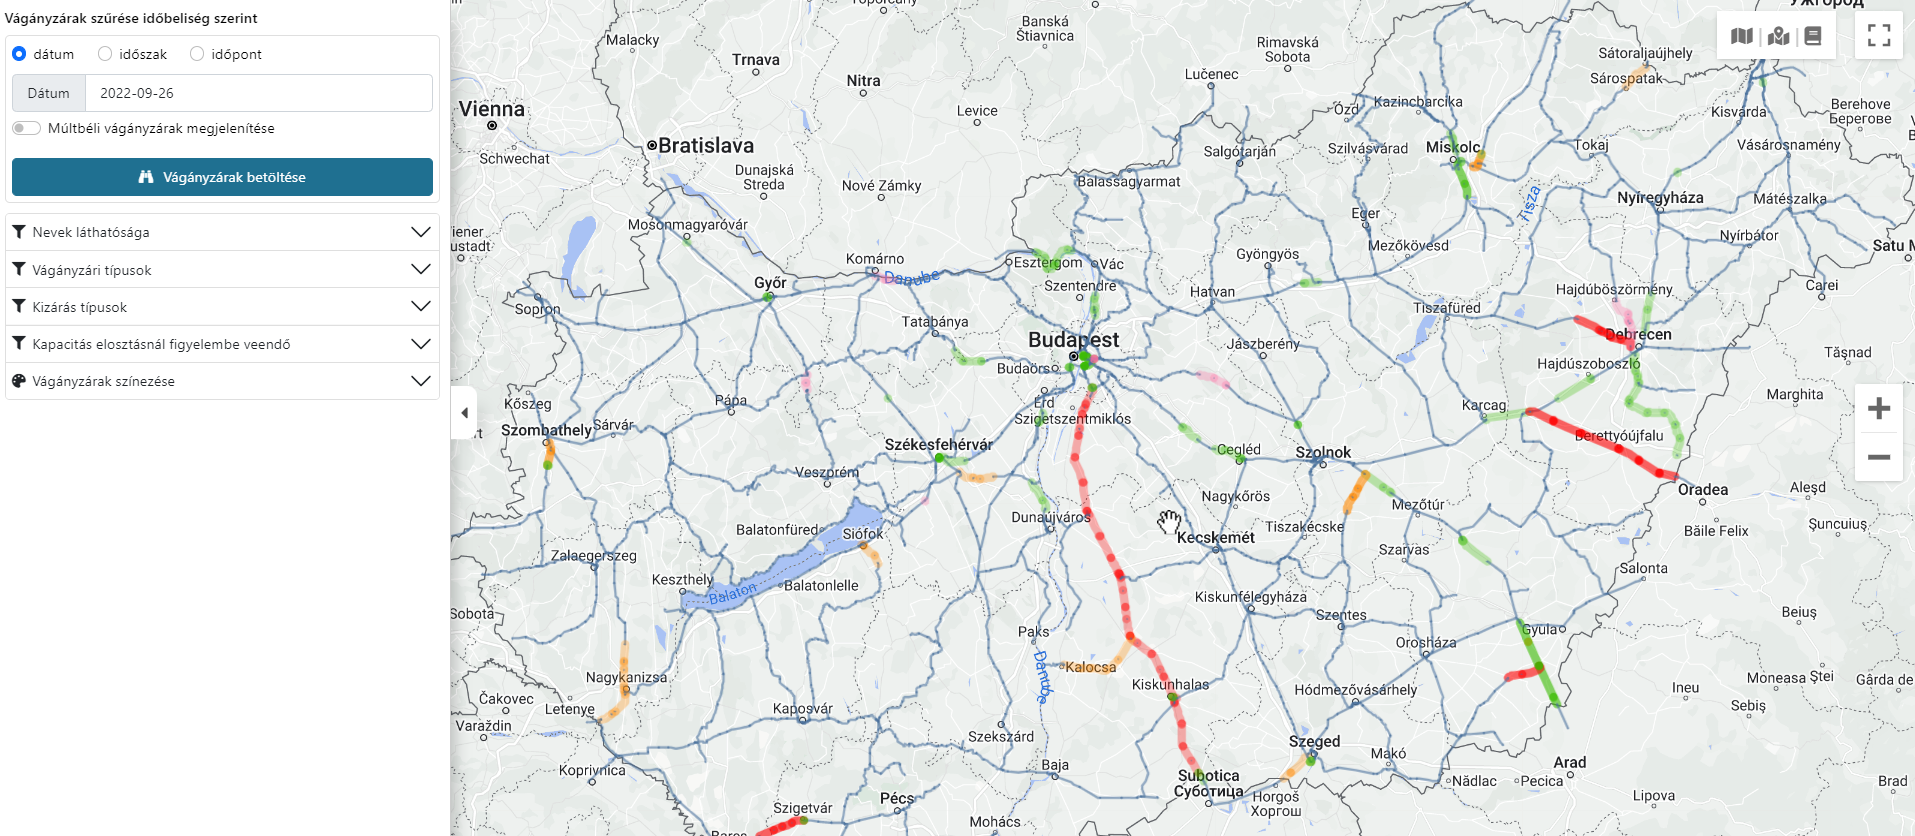 Vágányzárak szűrése időbeliség szerint
dátum időszak időpont
Dátum 2022-09-26
Múltbéli vágányzárak megjelenítése
Vágányzárak betöltése
Nevek láthatósága
Vágányzári típusok
Kizárás típusok
Kapacitás elosztásnál figyelembe veendő
Vágányzárak színezése
Ужгород
Banská
Štiavnica
Malacky
Rimavská
Sobota
Trnava
Nitra
Lučenec
Sátoraljaújhely
Sárospatak
Vienna
Levice
Ózd
Kazincbarcika
Kisvárda
Berehove
Берегове
Bratislava
Schwechat
Salgótarján
Szilvásvárad
Miskolc
Tokaj
Vásárosnamény
Dunajská
Streda
Nové Zámky
Balassagyarmat
Tisza
Nyíregyháza
Mátészalka
Mosonmagyaróvár
Eger
Mezőkövesd
Nyírbátor
Satu M
Komárno
Danube
Esztergom
Vác
Gyöngyös
Győr
Szentendre
Hatvan
Hajdúböszörmény
Carei
Sopron
Tatabánya
Tiszafüred
Budapest
Debrecen
Jászberény
Tășnad
Budaörs
Hajdúszoboszló
Kőszeg
Pápa
Érd
Szigetszentmiklós
Karcag
Marghita
Szombathely
Sárvár
Székesfehérvár
Cegléd
Szolnok
Berettyóújfalu
Veszprém
Nagykőrös
Oradea
Aleșd
Dunaújváros
Mezőtúr
Balatonfüred
Siófok
Tiszakécske
Băile Felix
Șuncuiuș
Kecskemét
Zalaegerszeg
Szarvas
Keszthely
Balaton
Balatonlelle
Salonta
Sobota
Kiskunfélegyháza
Szentes
Beiuș
Paks
Danube
Gyula
Orosháza
Kalocsa
Nagykanizsa
Kiskunhalas
Hódmezővásárhely
Ineu
Moneasa
Ștei
Gârda de
Čakovec
Letenye
Varaždin
Kaposvár
Sebiș
Szekszárd
Szeged
Makó
Koprivnica
Baja
Subotica
Суботица
Arad
Nădlac
Pecica
Brad
Szigetvár
Pécs
Horgoš
Хоргош
Lipova
Mohács